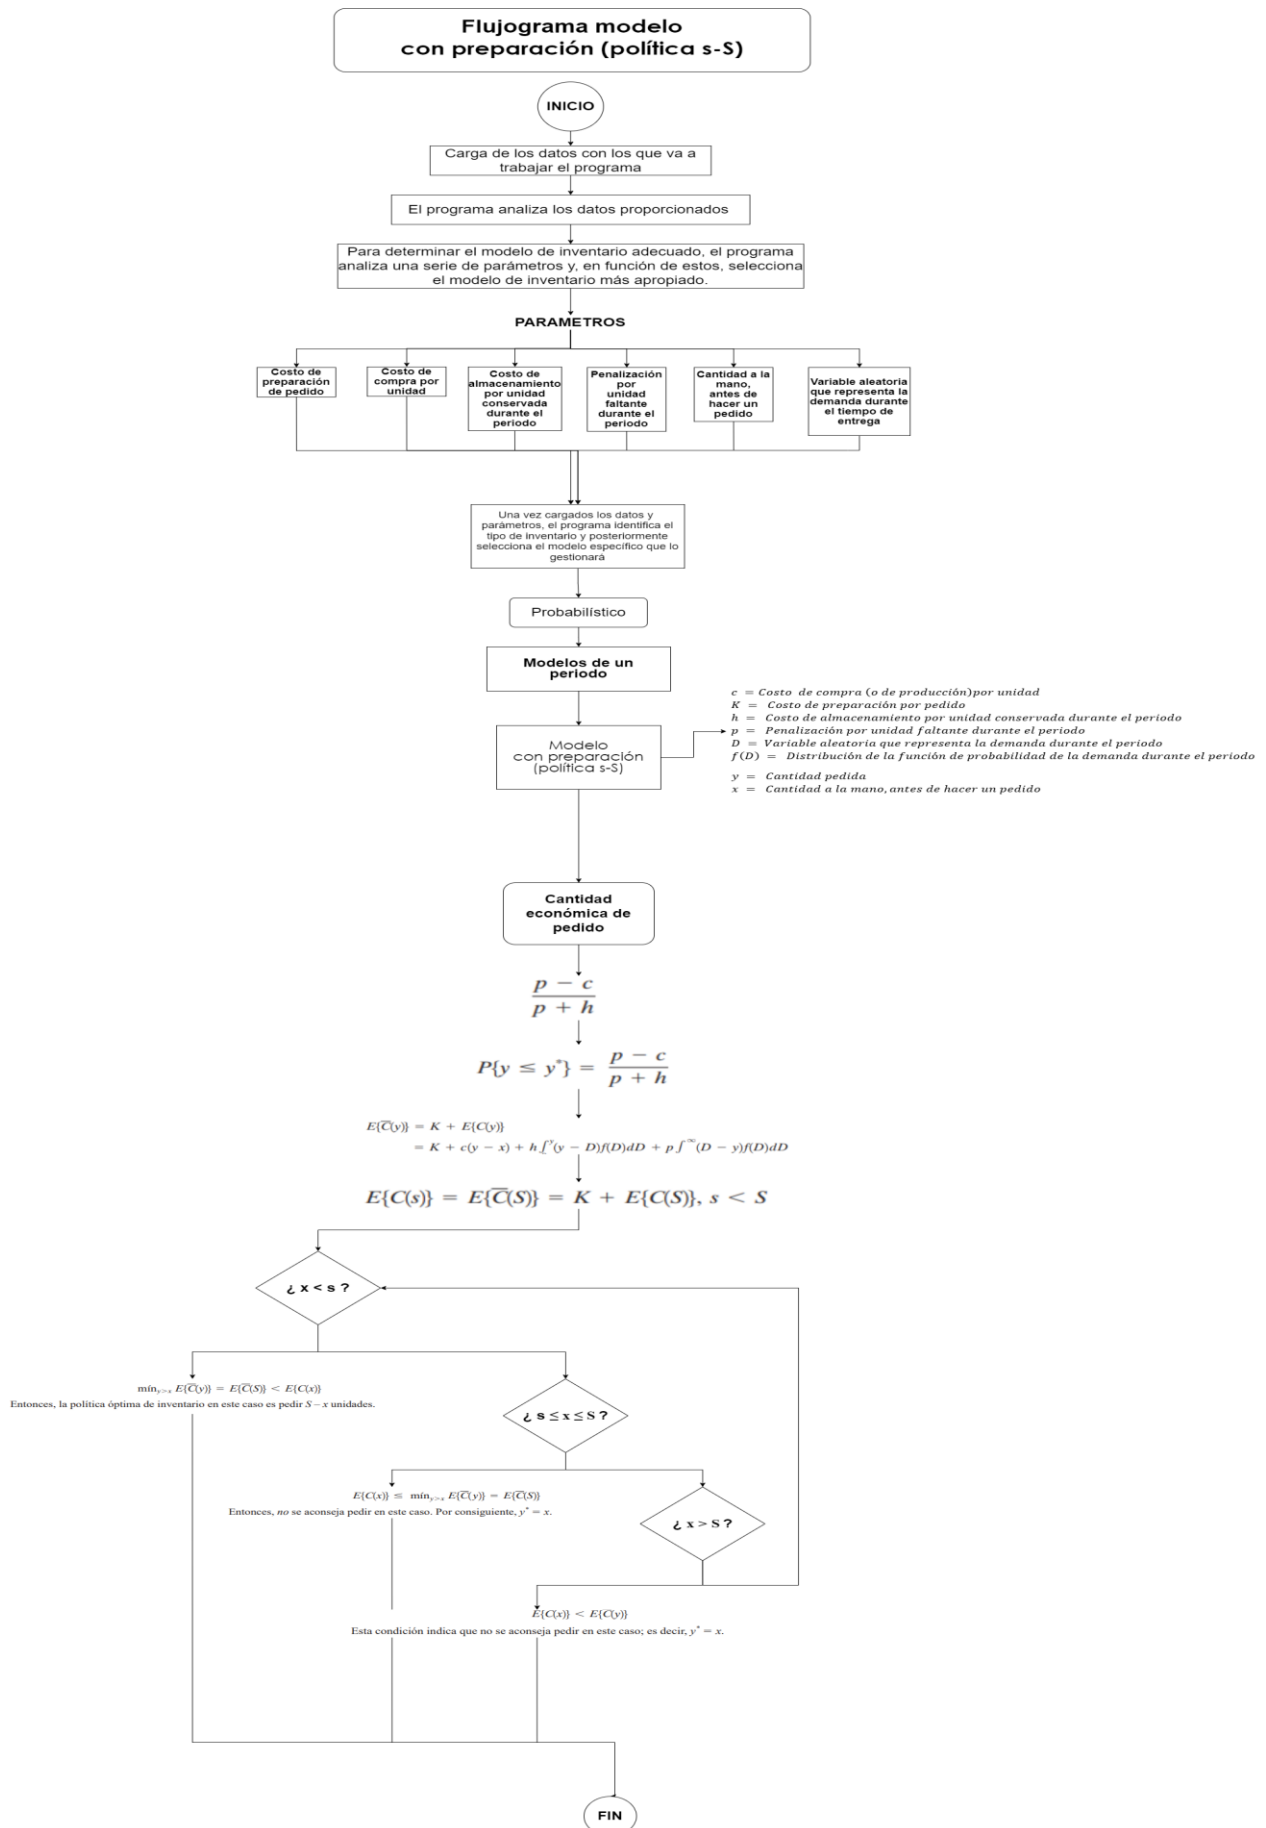 Flujograma modelo
con preparación (política s-S)
INICIO
Carga de los datos con los que va a
trabajar el programa
El programa analiza los datos proporcionados
Para determinar el modelo de inventario adecuado, el programa
analiza una serie de parámetros y, en función de estos, selecciona
el modelo de inventario más apropiado.
PARAMETROS
Costo de
preparación
de pedido
Costo de
compra por
unidad
Costo de
almacenamiento
por unidad
conservada
durante el
periodo
Penalización
por
unidad
faltante
durante el
periodo
Cantidad a la
mano,
antes de
hacer un
pedido
Variable aleatoria
que representa la
demanda durante
el tiempo de
entrega
Una vez cargados los datos y
parámetros, el programa identifica el
tipo de inventario y posteriormente
selecciona el modelo específico que lo
gestionará
Probabilístico
Modelos de un
periodo
Modelo
con preparación
(política s-S)
c = Costo de compra (o de producción)por unidad
K = Costo de preparación por pedido
h = Costo de almacenamiento por unidad conservada durante el periodo
p = Penalización por unidad faltante durante el periodo
D = Variable aleatoria que representa la demanda durante el periodo
f(D) = Distribución de la función de probabilidad de la demanda durante el periodo
y = Cantidad pedida
x = Cantidad a la mano, antes de hacer un pedido
Cantidad
económica de
pedido
p − c
p + h
P{y ≤ y*} = (p − c)/(p + h)
E{C̄(y)} = K + E{C(y)}
= K + c(y − x) + h∫^y(y − D)f(D)dD + p∫^∞(D − y)f(D)dD
E{C(s)} = E{C̄(S)} = K + E{C(S)}, s < S
¿ x < s ?
mín_{y>x} E{C̄(y)} = E{C̄(S)} < E{C(x)}
Entonces, la política óptima de inventario en este caso es pedir S – x unidades.
¿ s ≤ x ≤ S ?
E{C(x)} ≤ mín_{y>x} E{C̄(y)} = E{C̄(S)}
Entonces, no se aconseja pedir en este caso. Por consiguiente, y* = x.
¿ x > S ?
E{C(x)} < E{C̄(y)}
Esta condición indica que no se aconseja pedir en este caso; es decir, y* = x.
FIN